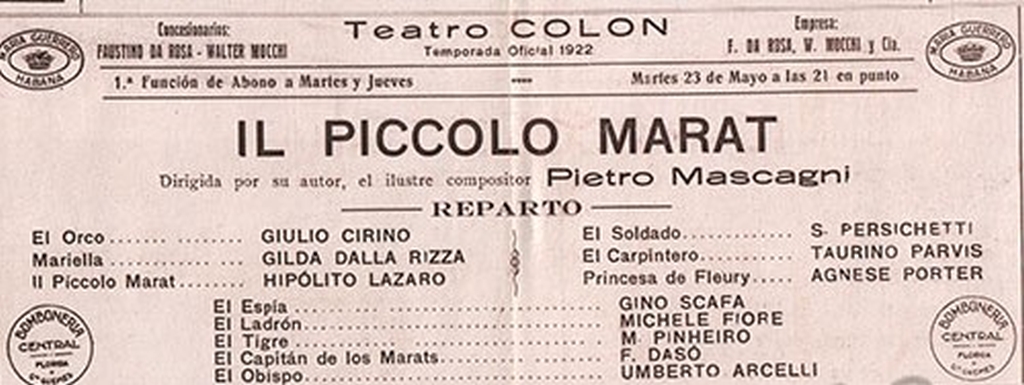 Concesionarios:
FAUSTINO DA ROSA - WALTER MOCCHI
Teatro COLON
Temporada Oficial 1922
Empresa:
F. DA ROSA, W. MOCCHI y Cia.
MARIA GUERRERO
HABANA
MARIA GUERRERO
HABANA
1.ª Función de Abono a Martes y Jueves
Martes 23 de Mayo a las 21 en punto
IL PICCOLO MARAT
Dirigida por su autor, el ilustre compositor Pietro Mascagni
REPARTO
El Orco............ GIULIO CIRINO
Mariella............ GILDA DALLA RIZZA
Il Piccolo Marat........ HIPÓLITO LAZARO
El Soldado............ S. PERSICHETTI
El Carpintero.......... TAURINO PARVIS
Princesa de Fleury..... AGNESE PORTER
El Espía .............................. GINO SCAFA
El Ladrón.............................. MICHELE FIORE
El Tigre .............................. M. PINHEIRO
El Capitán de los Marats............... F. DASÓ
El Obispo.............................. UMBERTO ARCELLI
BOMBONERIA
CENTRAL
FLORIDA
BOMBONERIA
CENTRAL
FLORIDA